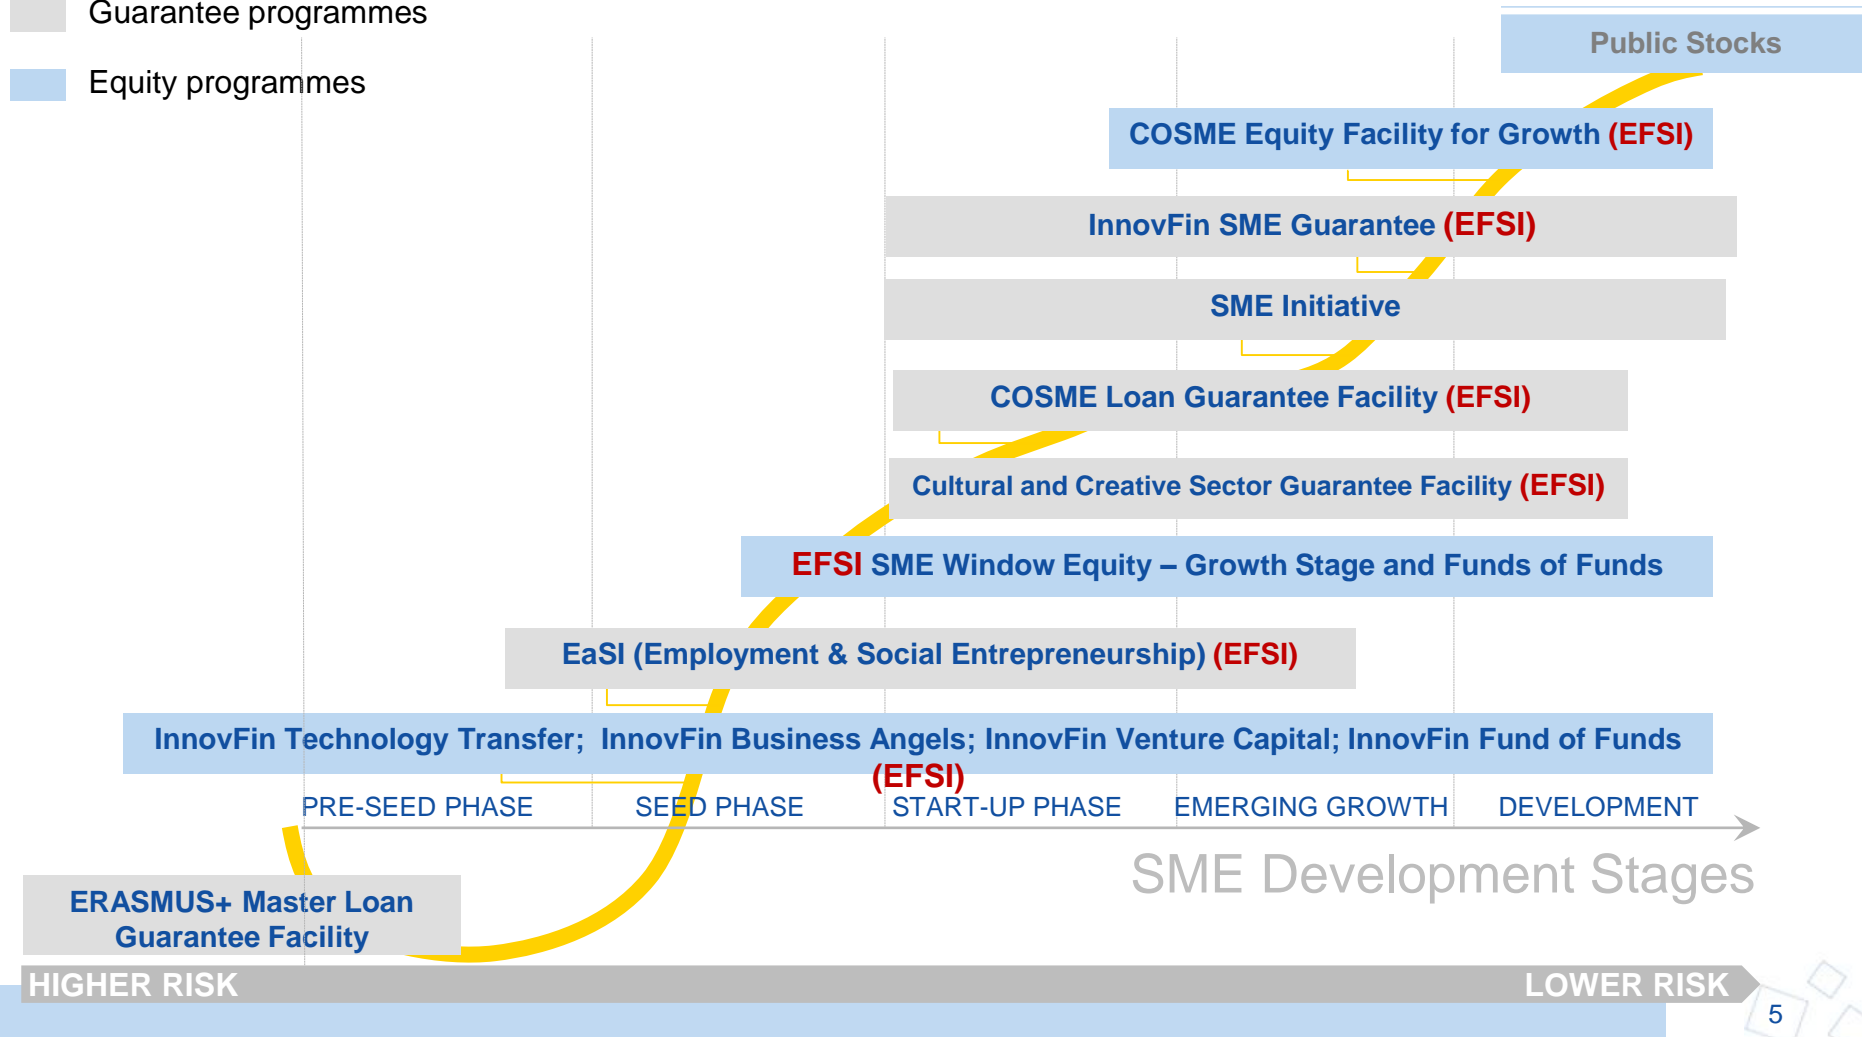 Guarantee programmes
Equity programmes
Public Stocks
COSME Equity Facility for Growth (EFSI)
InnovFin SME Guarantee (EFSI)
SME Initiative
COSME Loan Guarantee Facility (EFSI)
Cultural and Creative Sector Guarantee Facility (EFSI)
EFSI SME Window Equity – Growth Stage and Funds of Funds
EaSI (Employment & Social Entrepreneurship) (EFSI)
InnovFin Technology Transfer; InnovFin Business Angels; InnovFin Venture Capital; InnovFin Fund of Funds
(EFSI)
PRE-SEED PHASE SEED PHASE START-UP PHASE EMERGING GROWTH DEVELOPMENT
SME Development Stages
ERASMUS+ Master Loan
Guarantee Facility
HIGHER RISK LOWER RISK
5